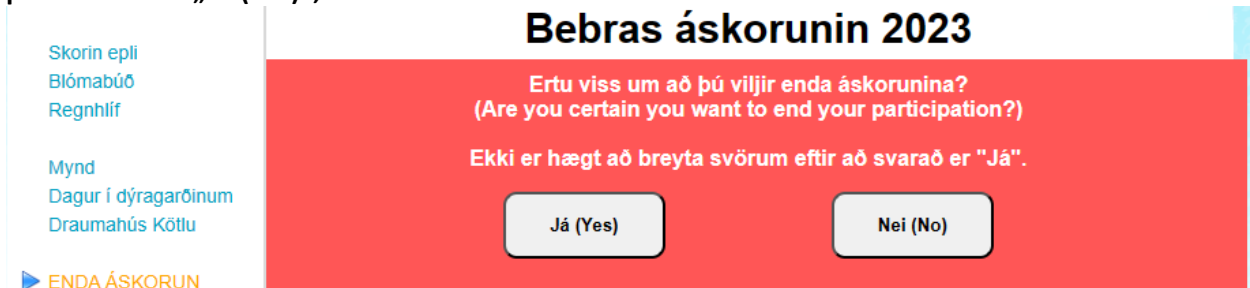 Bebras áskorunin 2023
Skorin epli
Blómabúð
Regnhlíf
Mynd
Dagur í dýragarðinum
Draumahús Kötlu
ENDA ÁSKORUN
Ertu viss um að þú viljir enda áskorunina?
(Are you certain you want to end your participation?)
Ekki er hægt að breyta svörum eftir að svarað er "Já".
Já (Yes)
Nei (No)